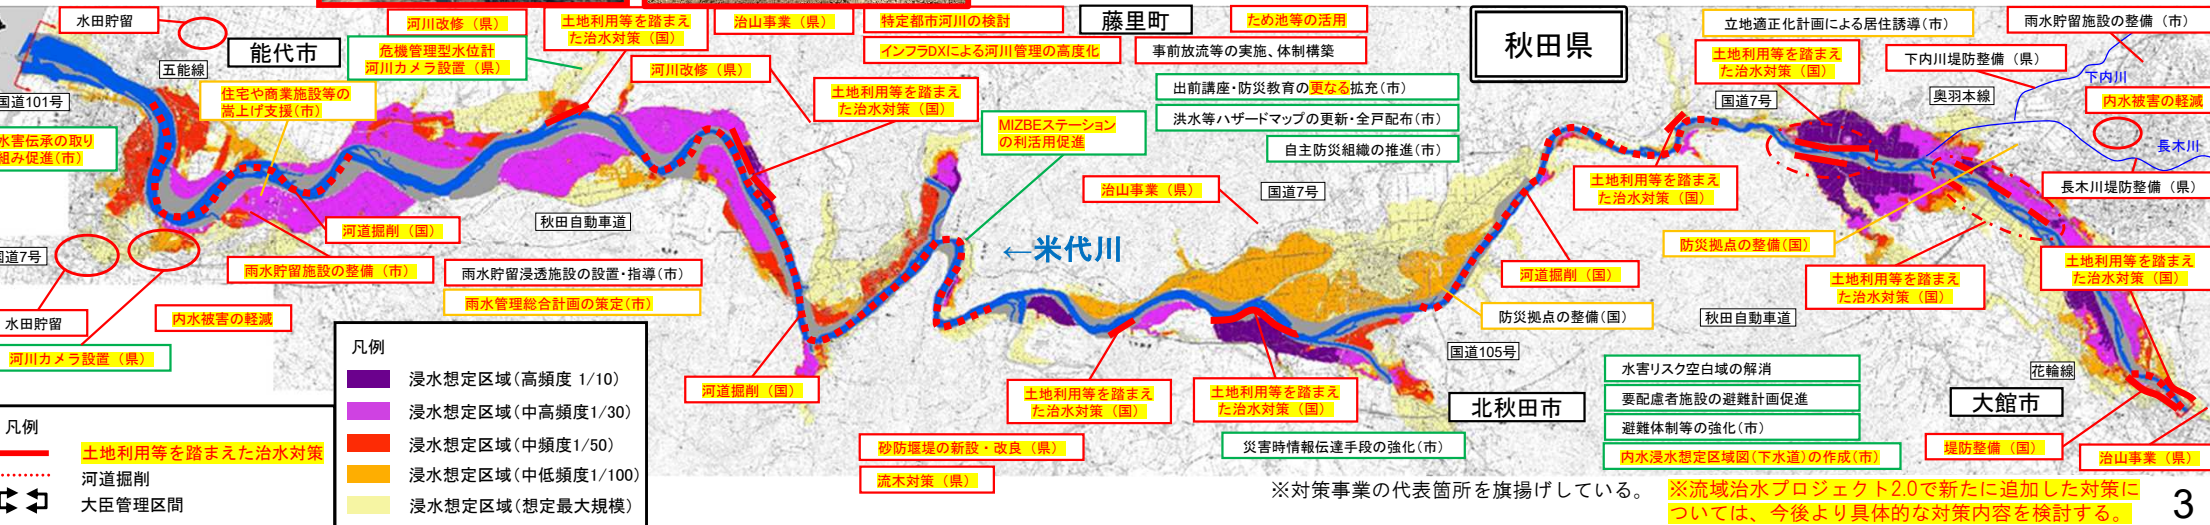 水田貯留
能代市
五能線
国道101号
水害伝承の取り
組み促進(市)
国道7号
水田貯留
河川カメラ設置（県）
内水被害の軽減
河川改修（県）
危機管理型水位計
河川カメラ設置（県）
住宅や商業施設等の
嵩上げ支援(市)
土地利用等を踏まえ
た治水対策（国）
治山事業（県）
河川改修（県）
特定都市河川の検討
インフラDXによる河川管理の高度化
藤里町
ため池等の活用
事前放流等の実施、体制構築
土地利用等を踏まえ
た治水対策（国）
MIZBEステーション
の利活用促進
出前講座・防災教育の更なる拡充(市)
洪水等ハザードマップの更新・全戸配布(市)
自主防災組織の推進(市)
秋田県
立地適正化計画による居住誘導(市)
雨水貯留施設の整備（市）
土地利用等を踏まえ
た治水対策（国）
下内川堤防整備（県）
下内川
国道7号
奥羽本線
内水被害の軽減
長木川
長木川堤防整備（県）
河道掘削（国）
秋田自動車道
雨水貯留施設の整備（市）
雨水貯留浸透施設の設置・指導(市)
雨水管理総合計画の策定(市)
←米代川
治山事業（県）
国道7号
土地利用等を踏まえ
た治水対策（国）
河道掘削（国）
防災拠点の整備(国)
土地利用等を踏まえ
た治水対策（国）
土地利用等を踏まえ
た治水対策（国）
防災拠点の整備(国)
秋田自動車道
国道105号
河道掘削（国）
土地利用等を踏まえ
た治水対策（国）
土地利用等を踏まえ
た治水対策（国）
北秋田市
砂防堰堤の新設・改良（県）
流木対策（県）
災害時情報伝達手段の強化(市)
水害リスク空白域の解消
要配慮者施設の避難計画促進
避難体制等の強化(市)
内水浸水想定区域図(下水道)の作成(市)
花輪線
大館市
堤防整備（国）
治山事業（県）
凡例
土地利用等を踏まえた治水対策
河道掘削
大臣管理区間
凡例
浸水想定区域(高頻度 1/10)
浸水想定区域(中高頻度1/30)
浸水想定区域(中頻度1/50)
浸水想定区域(中低頻度1/100)
浸水想定区域(想定最大規模)
※対策事業の代表箇所を旗揚げしている。
※流域治水プロジェクト2.0で新たに追加した対策に
ついては、今後より具体的な対策内容を検討する。
3